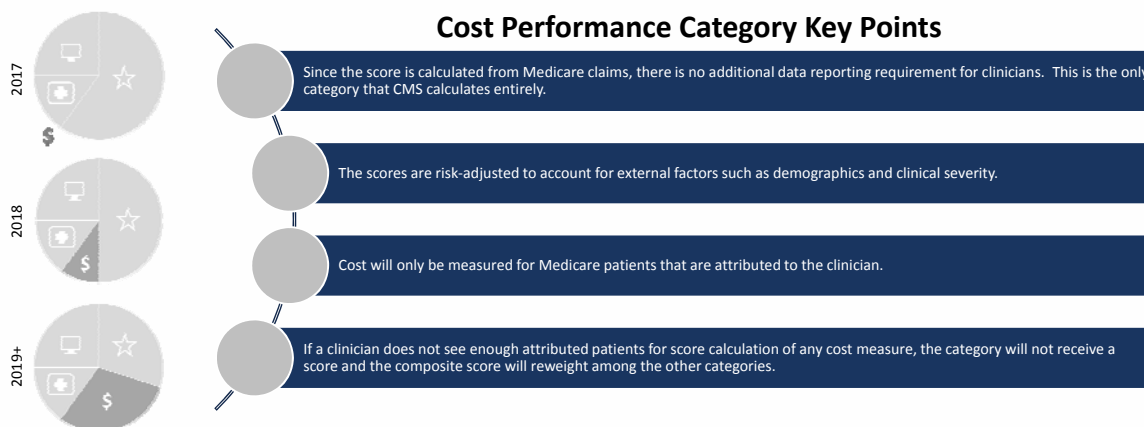 Cost Performance Category Key Points
2017
$
Since the score is calculated from Medicare claims, there is no additional data reporting requirement for clinicians.  This is the only
category that CMS calculates entirely.
The scores are risk-adjusted to account for external factors such as demographics and clinical severity.
2018
$
Cost will only be measured for Medicare patients that are attributed to the clinician.
2019+
$
If a clinician does not see enough attributed patients for score calculation of any cost measure, the category will not receive a
score and the composite score will reweight among the other categories.